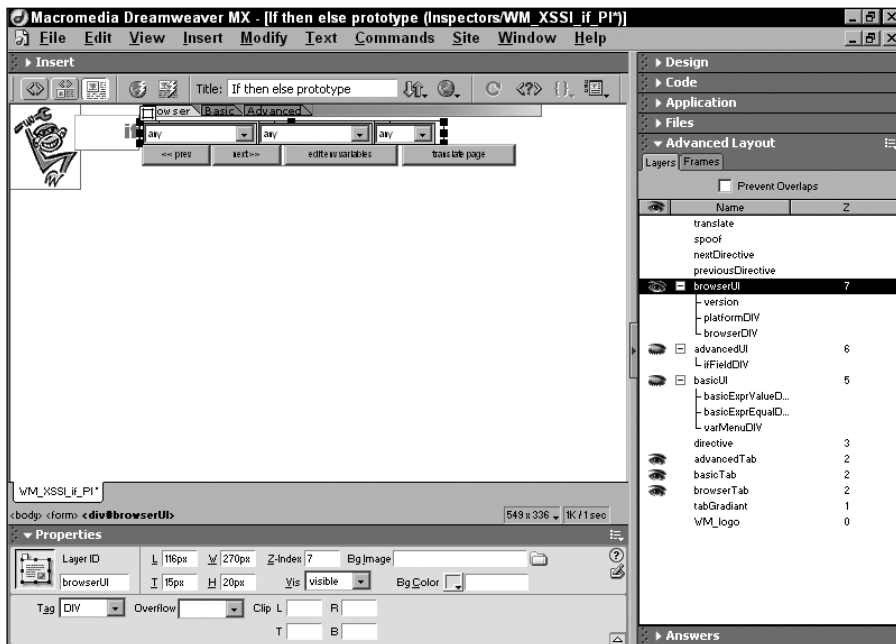 Macromedia Dreamweaver MX - [If then else prototype (Inspectors/WM_XSSI_if_PI*)]
File Edit View Insert Modify Text Commands Site Window Help
Insert
Title: If then else prototype
Browser Basic Advanced
if any any any
<< prev next>> edit env variables translate page
WM_XSSI_if_PI*
<body> <form> <div#browserUI>
549 x 336 1K / 1 sec
Properties
Layer ID L 116px W 270px Z-Index 7 Bg Image
browserUI T 15px H 20px Vis visible Bg Color
Tag DIV Overflow Clip L R
T B
Design
Code
Application
Files
Advanced Layout
Layers Frames
Prevent Overlaps
Name Z
translate
spoof
nextDirective
previousDirective
browserUI 7
version
platformDIV
browserDIV
advancedUI 6
ifFieldDIV
basicUI 5
basicExprValueD...
basicExprEqualD...
varMenuDIV
directive 3
advancedTab 2
basicTab 2
browserTab 2
tabGradiant 1
WM_logo 0
Answers